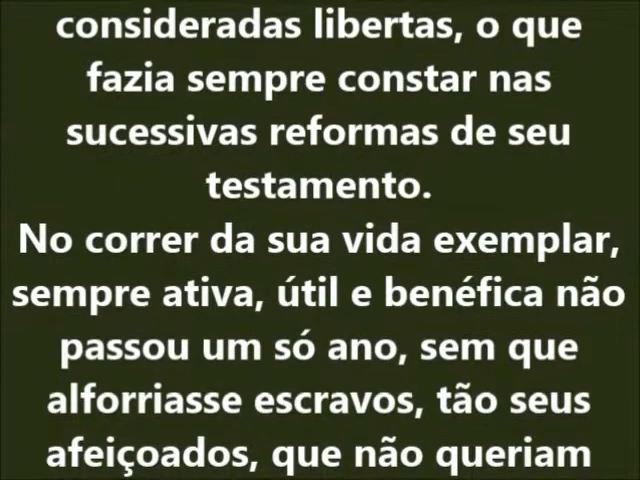 consideradas libertas, o que
fazia sempre constar nas
sucessivas reformas de seu
testamento.
No correr da sua vida exemplar,
sempre ativa, útil e benéfica não
passou um só ano, sem que
alforriasse escravos, tão seus
afeiçoados, que não queriam